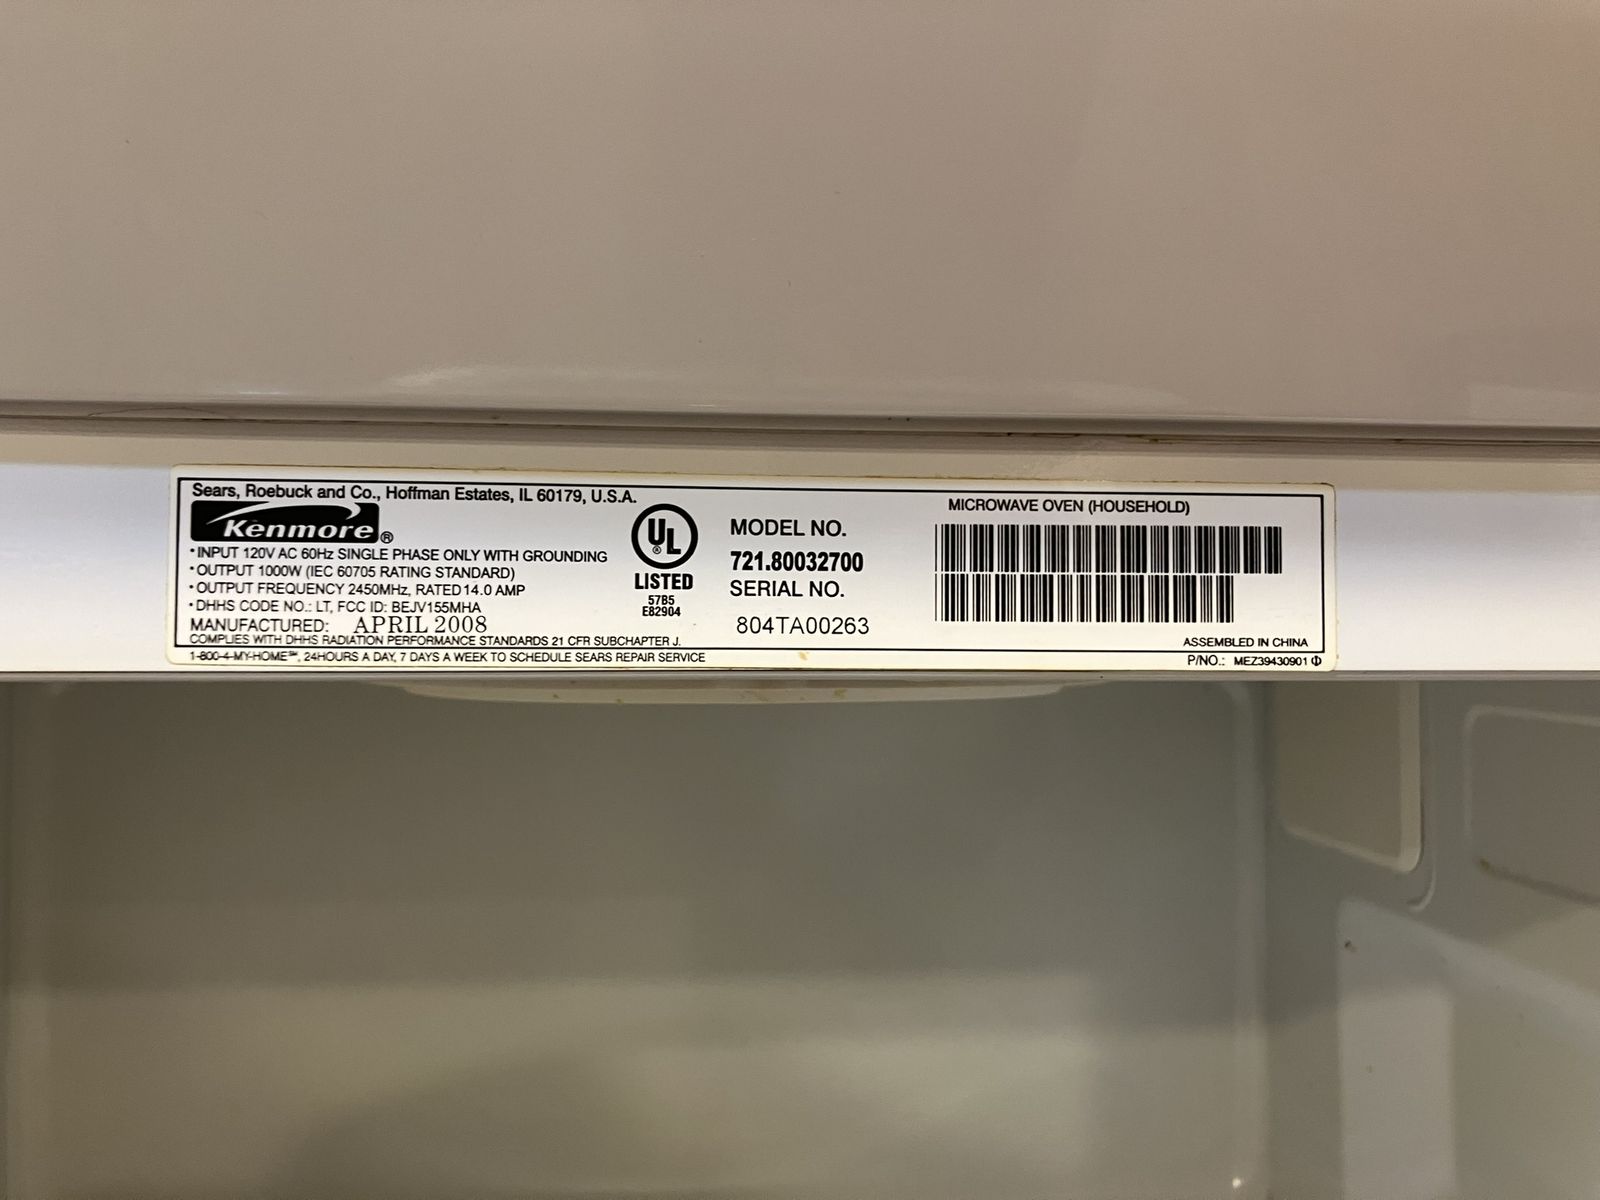 Sears, Roebuck and Co., Hoffman Estates, IL 60179, U.S.A.
Kenmore®
•INPUT 120V AC 60Hz SINGLE PHASE ONLY WITH GROUNDING
•OUTPUT 1000W (IEC 60705 RATING STANDARD)
•OUTPUT FREQUENCY 2450MHz, RATED 14.0 AMP
•DHHS CODE NO.: LT, FCC ID: BEJV155MHA
MANUFACTURED: APRIL 2008
COMPLIES WITH DHHS RADIATION PERFORMANCE STANDARDS 21 CFR SUBCHAPTER J.
1-800-4-MY-HOME℠, 24HOURS A DAY, 7 DAYS A WEEK TO SCHEDULE SEARS REPAIR SERVICE
UL®
LISTED
57B5
E82904
MODEL NO.
721.80032700
SERIAL NO.
804TA00263
MICROWAVE OVEN (HOUSEHOLD)
ASSEMBLED IN CHINA
P/NO.: MEZ39430901